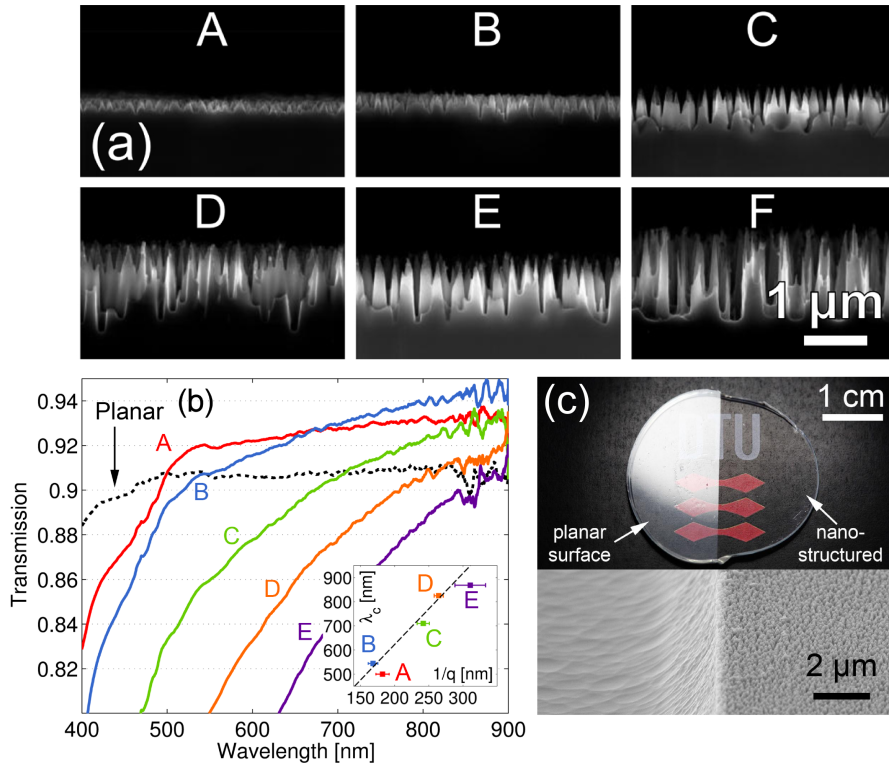 A
B
C
(a)
D
E
F
1 μm
(b)
Transmission
0.94
0.92
0.9
0.88
0.86
0.84
0.82
Planar
A
B
C
D
E
400
500
600
700
800
900
Wavelength [nm]
λc [nm]
900
800
700
600
500
A
B
C
D
E
150
200
250
300
1/q [nm]
(c)
1 cm
TU
planar
surface
nano-
structured
2 μm